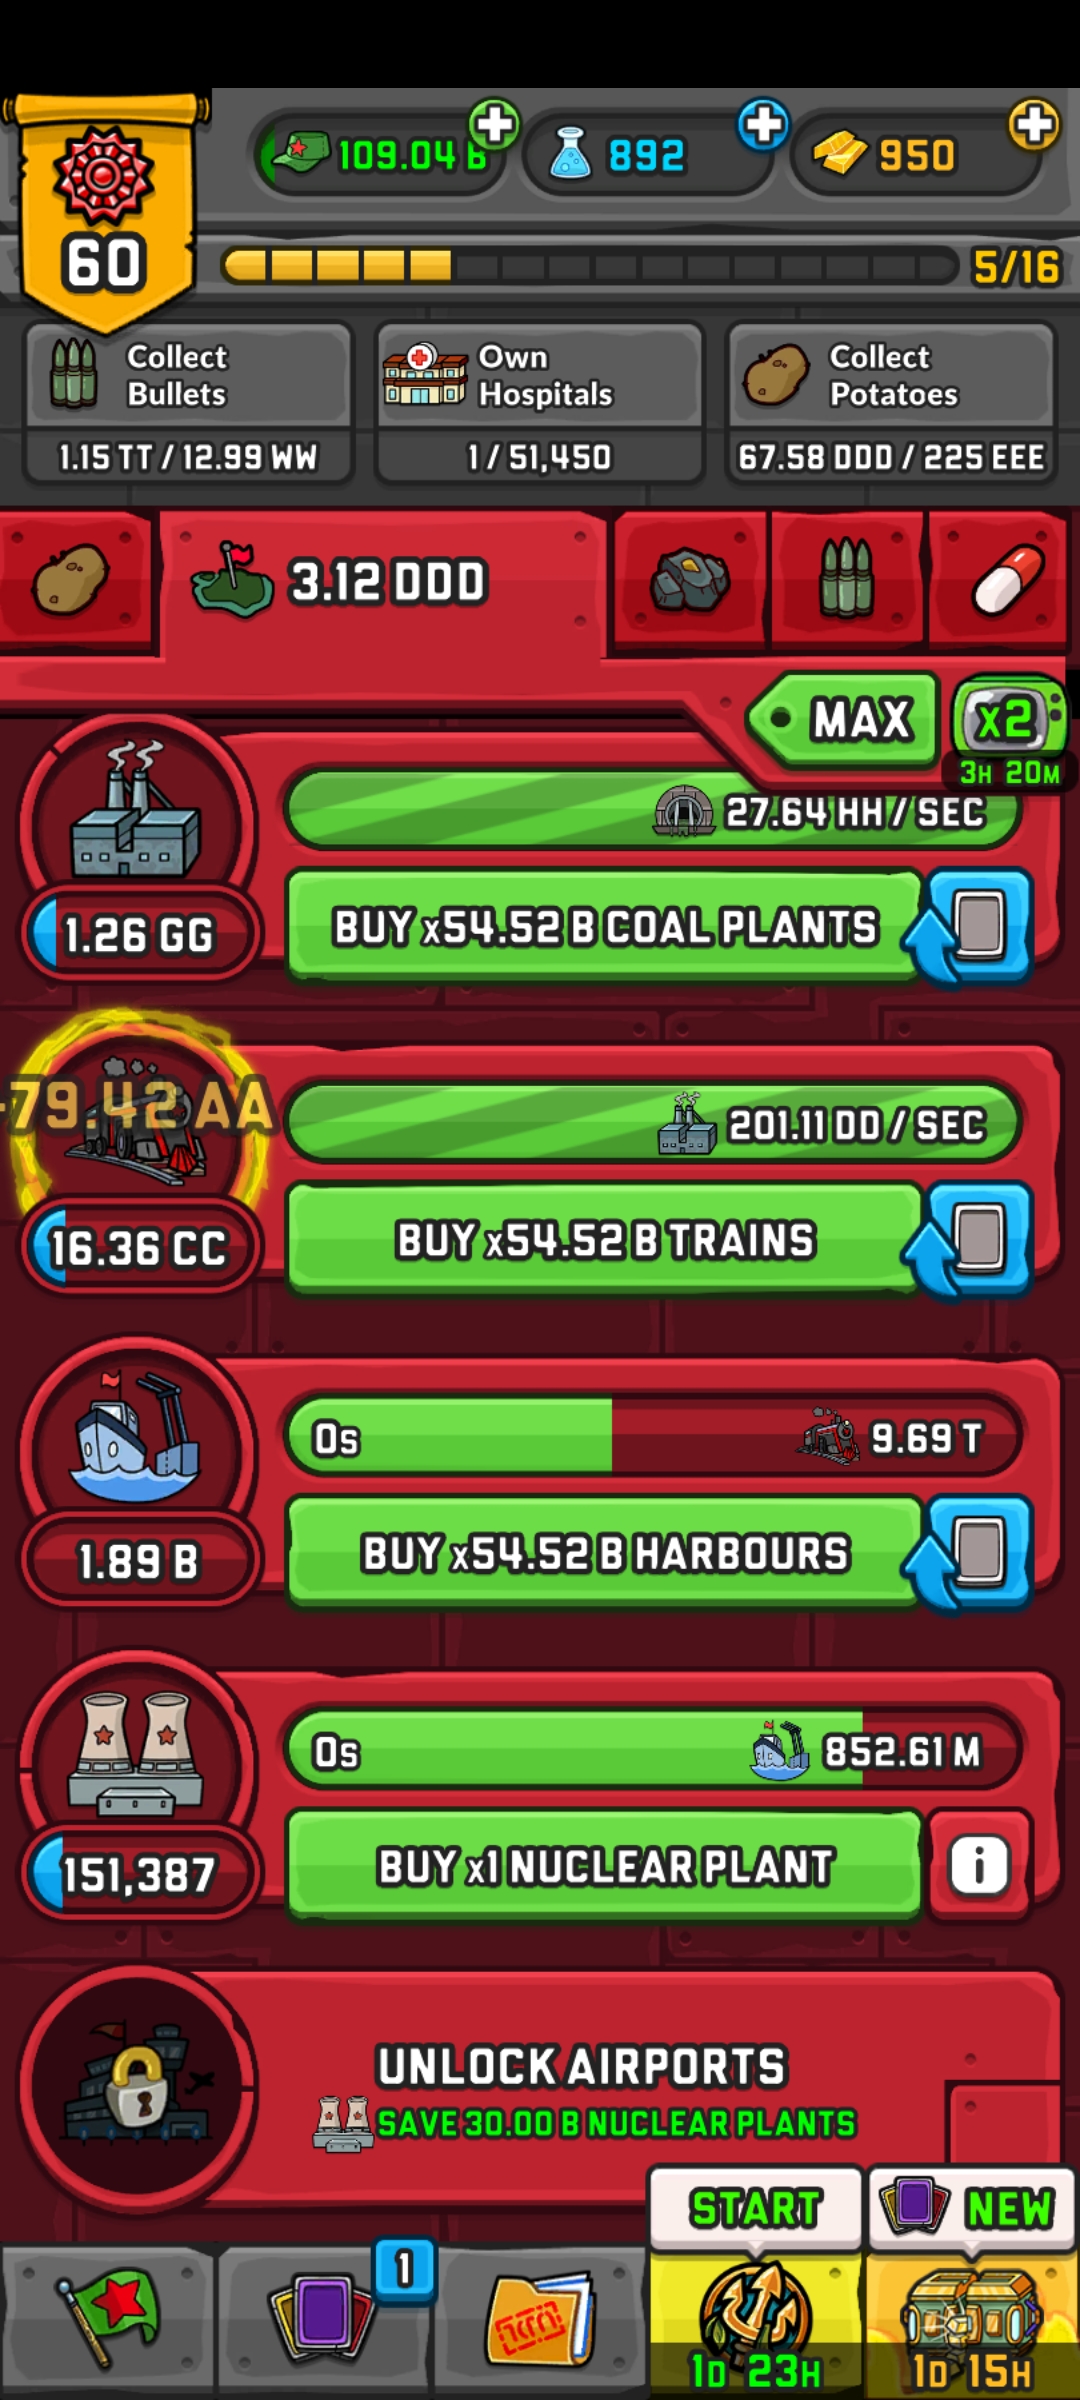 109.04 B
892
950
60
5/16
Collect
Bullets
1.15 TT / 12.99 WW
Own
Hospitals
1 / 51,450
Collect
Potatoes
67.58 DDD / 225 EEE
3.12 DDD
MAX
x2
3H 20M
27.64 HH / SEC
1.26 GG
BUY x54.52 B COAL PLANTS
-79.42 AA
201.11 DD / SEC
16.36 CC
BUY x54.52 B TRAINS
0s
9.69 T
1.89 B
BUY x54.52 B HARBOURS
0s
852.61 M
151,387
BUY x1 NUCLEAR PLANT
i
UNLOCK AIRPORTS
SAVE 30.00 B NUCLEAR PLANTS
START
NEW
1
1D 23H
1D 15H